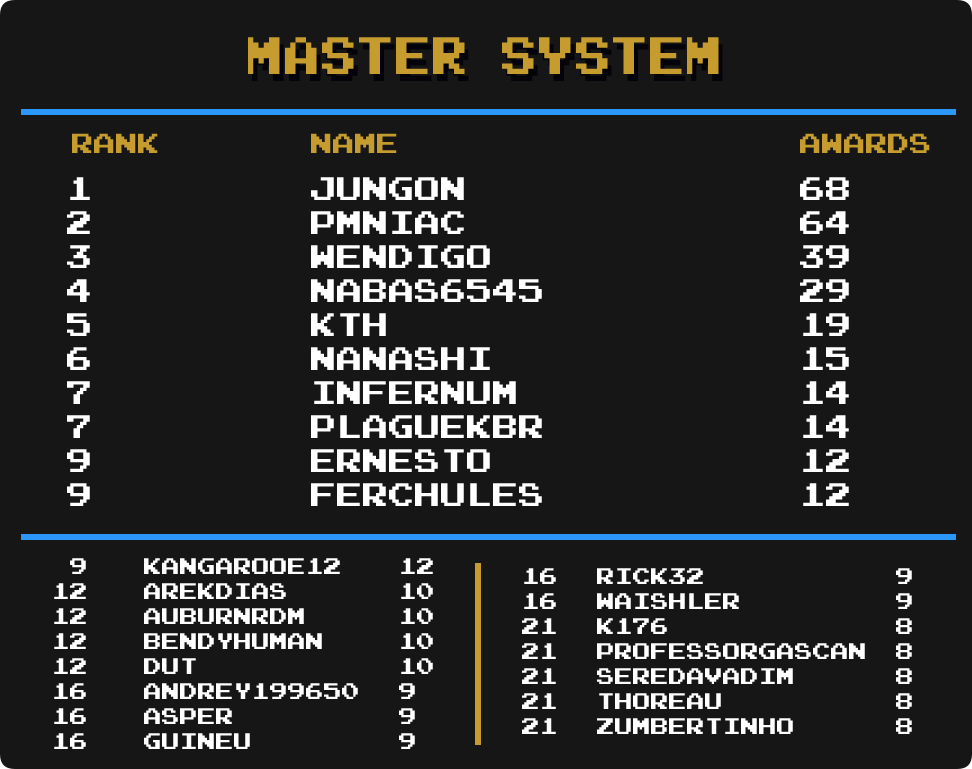 MASTER SYSTEM
RANK NAME AWARDS
1 JUNGON 68
2 PMNIAC 64
3 WENDIGO 39
4 NABAS6545 29
5 KTH 19
6 NANASHI 15
7 INFERNUM 14
7 PLAGUEKBR 14
9 ERNESTO 12
9 FERCHULES 12
9 KANGAROOE12 12
12 AREKDIAS 10
12 AUBURNRDM 10
12 BENDYHUMAN 10
12 DUT 10
16 ANDREY199650 9
16 ASPER 9
16 GUINEU 9
16 RICK32 9
16 WAISHLER 9
21 K176 8
21 PROFESSORGASCAN 8
21 SEREDAVADIM 8
21 THOREAU 8
21 ZUMBERTINHO 8